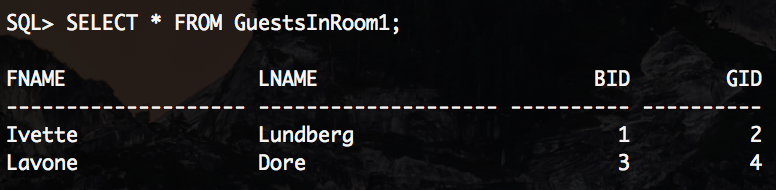 SQL> SELECT * FROM GuestsInRoom1;
FNAME                LNAME                       BID        GID
-------------------- -------------------- ---------- ----------
Ivette               Lundberg                      1          2
Lavone               Dore                          3          4